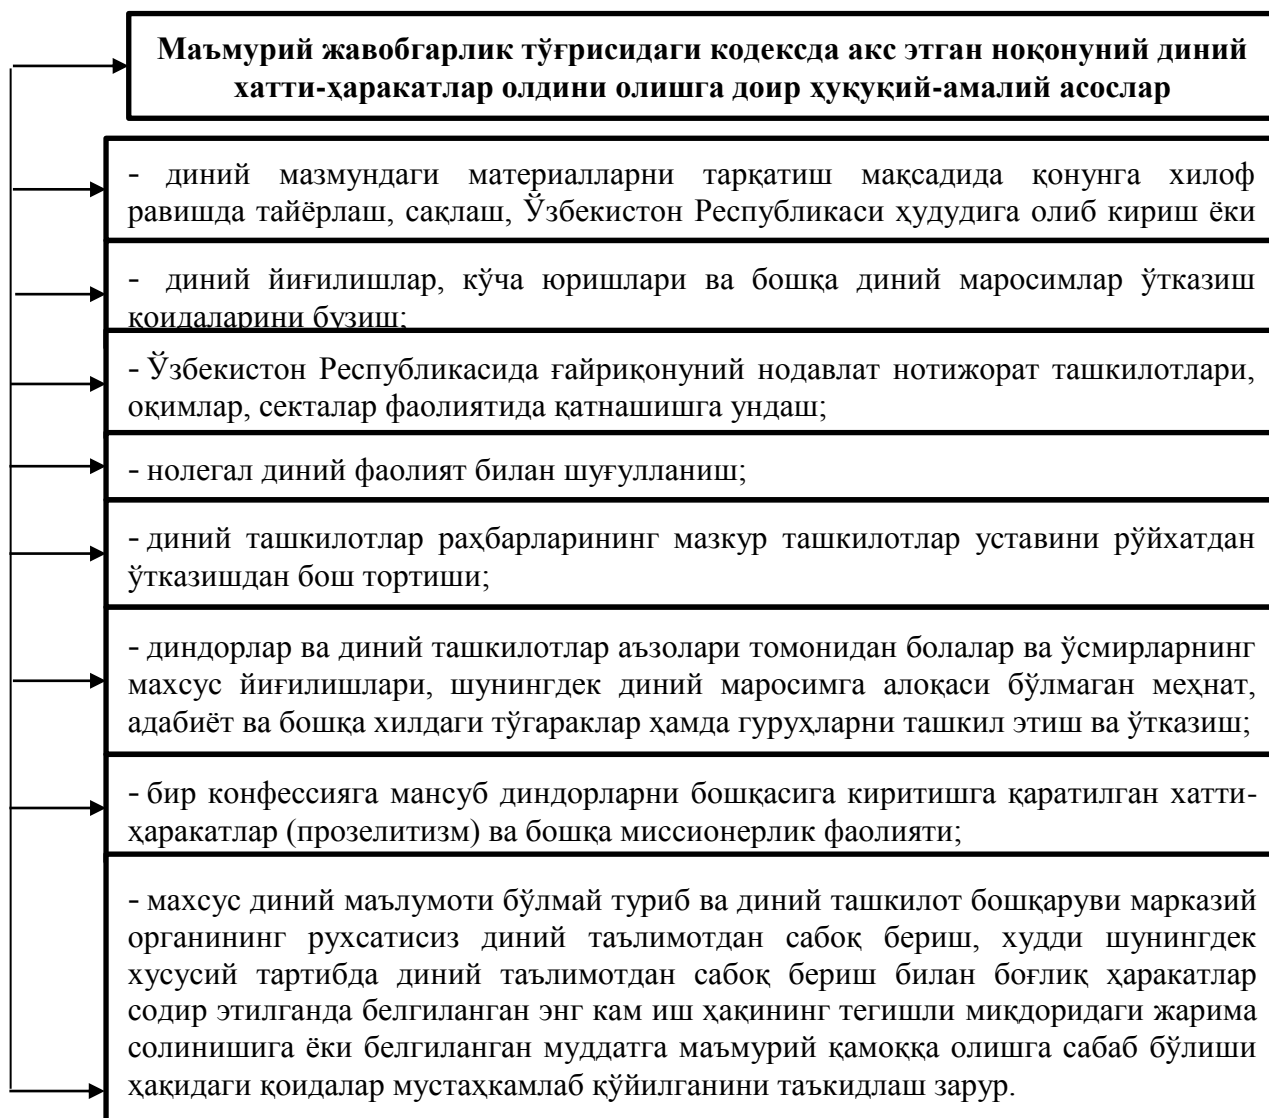 Маъмурий жавобгарлик тўғрисидаги кодексда акс этган ноқонуний диний
хатти-ҳаракатлар олдини олишга доир ҳуқуқий-амалий асослар
- диний мазмундаги материалларни тарқатиш мақсадида қонунга хилоф
равишда тайёрлаш, сақлаш, Ўзбекистон Республикаси ҳудудига олиб кириш ёки
- диний йиғилишлар, кўча юришлари ва бошқа диний маросимлар ўтказиш
қоидаларини бузиш;
- Ўзбекистон Республикасида ғайриқонуний нодавлат нотижорат ташкилотлари,
оқимлар, секталар фаолиятида қатнашишга ундаш;
- нолегал диний фаолият билан шуғулланиш;
- диний ташкилотлар раҳбарларининг мазкур ташкилотлар уставини рўйхатдан
ўтказишдан бош тортиши;
- диндорлар ва диний ташкилотлар аъзолари томонидан болалар ва ўсмирларнинг
махсус йиғилишлари, шунингдек диний маросимга алоқаси бўлмаган меҳнат,
адабиёт ва бошқа хилдаги тўгараклар ҳамда гуруҳларни ташкил этиш ва ўтказиш;
- бир конфессияга мансуб диндорларни бошқасига киритишга қаратилган хатти-
ҳаракатлар (прозелитизм) ва бошқа миссионерлик фаолияти;
- махсус диний маълумоти бўлмай туриб ва диний ташкилот бошқаруви марказий
органининг рухсатисиз диний таълимотдан сабоқ бериш, худди шунингдек
хусусий тартибда диний таълимотдан сабоқ бериш билан боғлиқ ҳаракатлар
содир этилганда белгиланган энг кам иш ҳақининг тегишли миқдоридаги жарима
солинишига ёки белгиланган муддатга маъмурий қамоққа олишга сабаб бўлиши
ҳақидаги қоидалар мустаҳкамлаб қўйилганини таъкидлаш зарур.